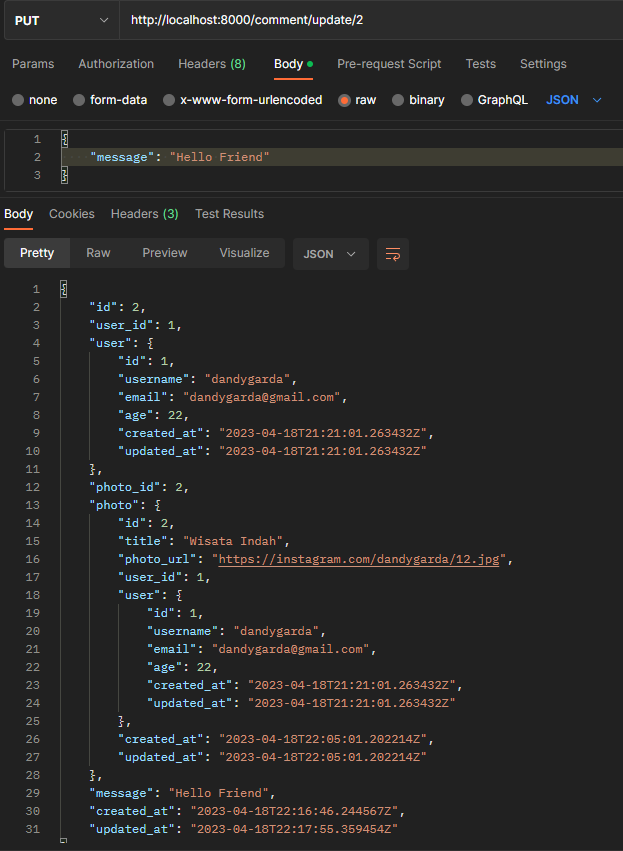 PUT http://localhost:8000/comment/update/2
Params Authorization Headers (8) Body Pre-request Script Tests Settings
none form-data x-www-form-urlencoded raw binary GraphQL JSON
1 {
2 "message": "Hello Friend"
3 }
Body Cookies Headers (3) Test Results
Pretty Raw Preview Visualize JSON
1 {
2 "id": 2,
3 "user_id": 1,
4 "user": {
5 "id": 1,
6 "username": "dandygarda",
7 "email": "dandygarda@gmail.com",
8 "age": 22,
9 "created_at": "2023-04-18T21:21:01.263432Z",
10 "updated_at": "2023-04-18T21:21:01.263432Z"
11 },
12 "photo_id": 2,
13 "photo": {
14 "id": 2,
15 "title": "Wisata Indah",
16 "photo_url": "https://instagram.com/dandygarda/12.jpg",
17 "user_id": 1,
18 "user": {
19 "id": 1,
20 "username": "dandygarda",
21 "email": "dandygarda@gmail.com",
22 "age": 22,
23 "created_at": "2023-04-18T21:21:01.263432Z",
24 "updated_at": "2023-04-18T21:21:01.263432Z"
25 },
26 "created_at": "2023-04-18T22:05:01.202214Z",
27 "updated_at": "2023-04-18T22:05:01.202214Z"
28 },
29 "message": "Hello Friend",
30 "created_at": "2023-04-18T22:16:46.244567Z",
31 "updated_at": "2023-04-18T22:17:55.359454Z"